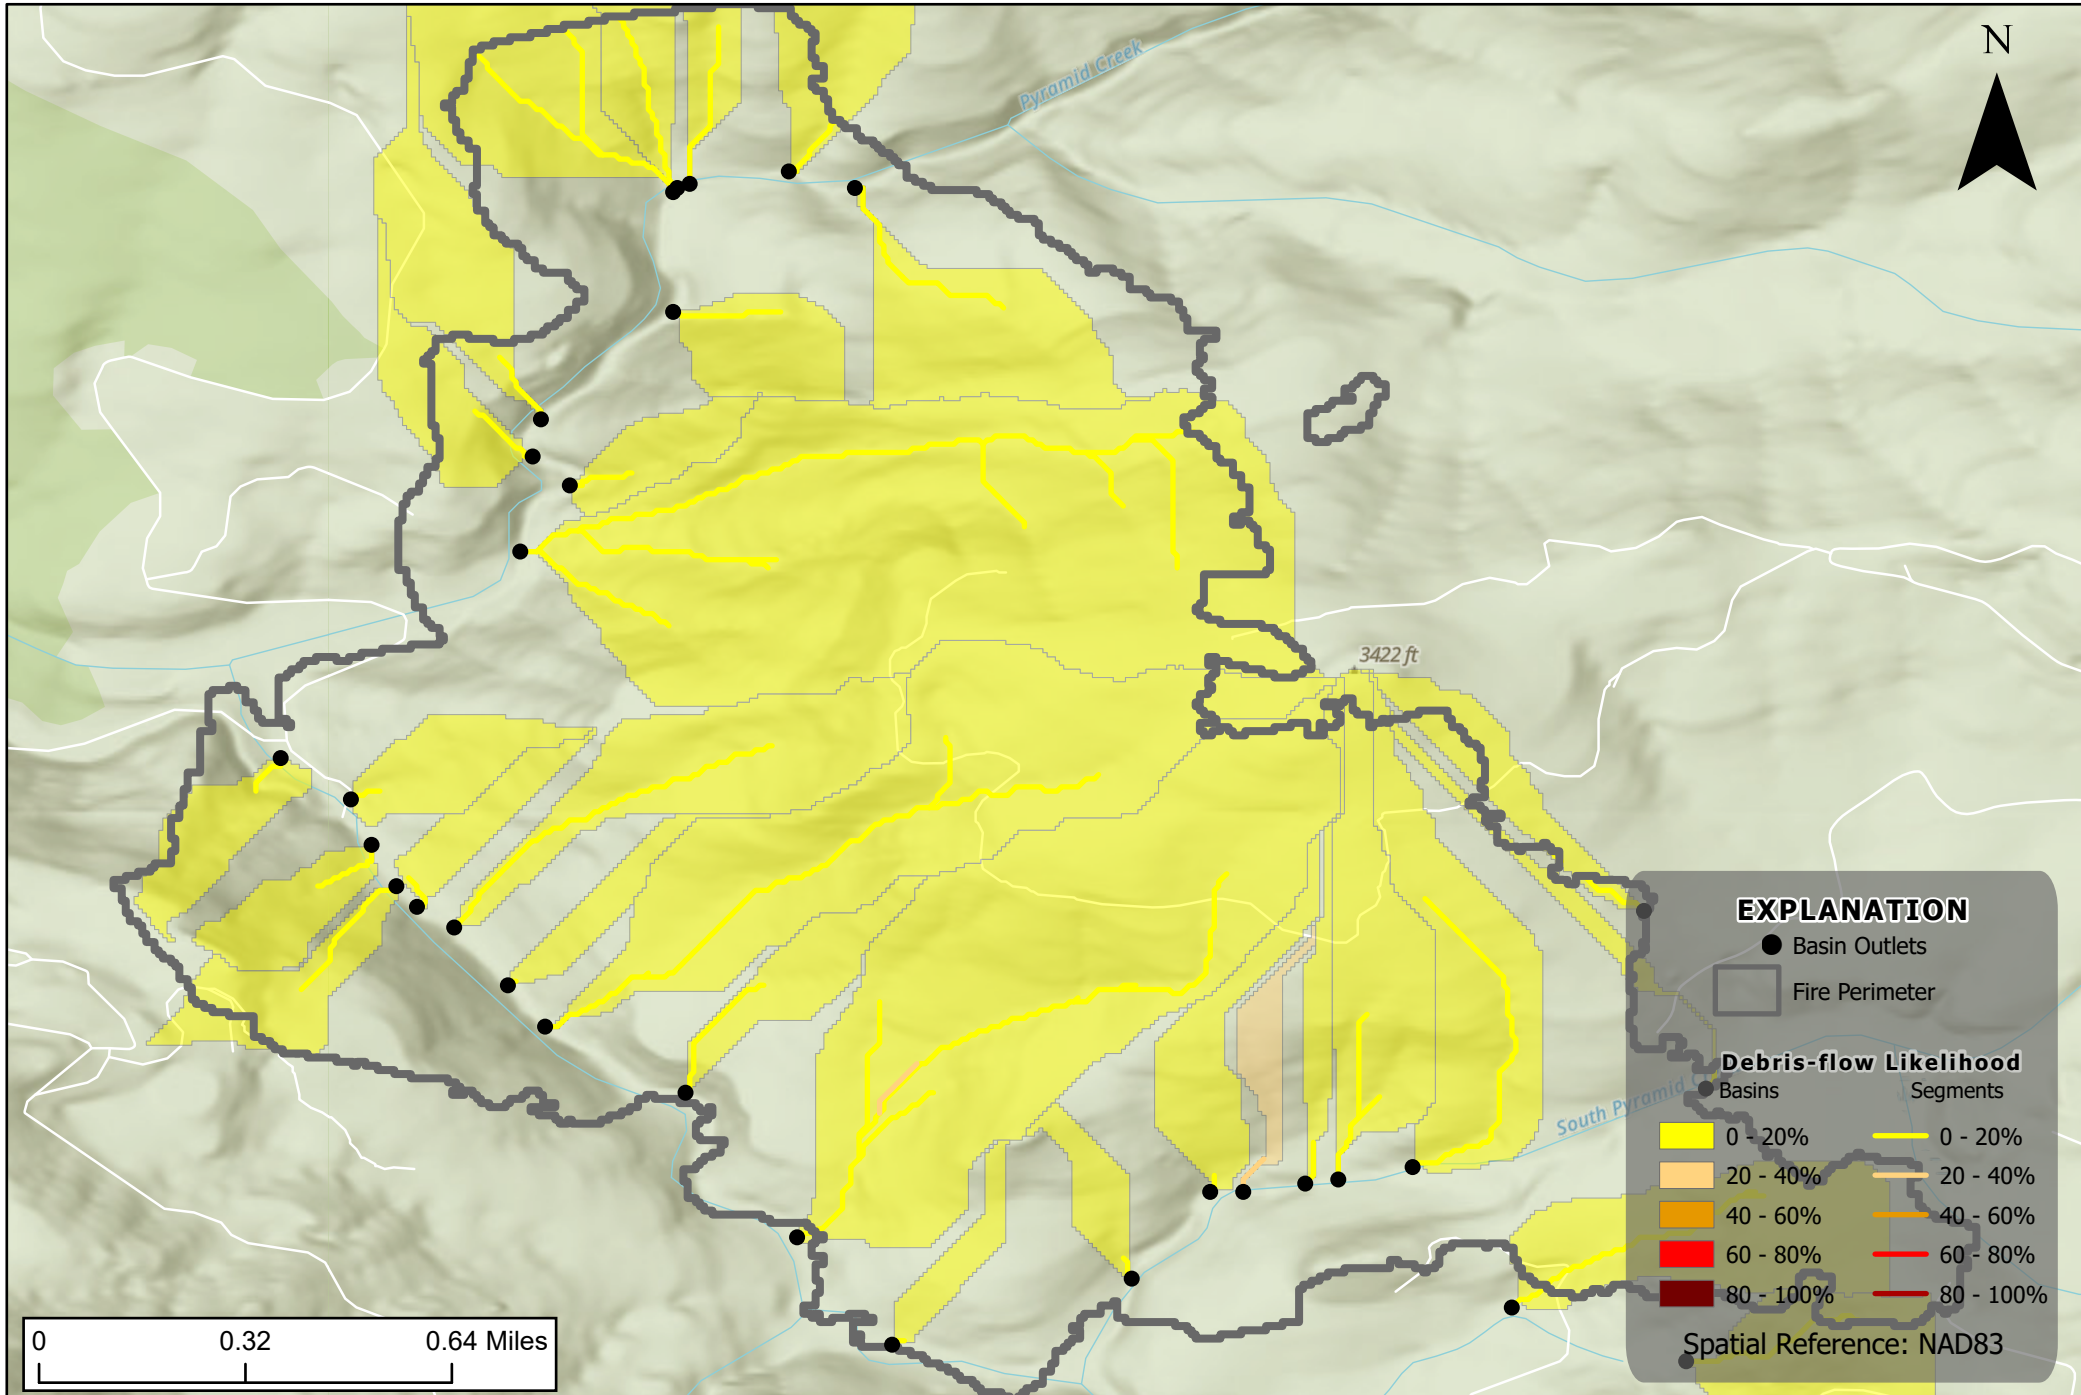 N
Pyramid Creek
3422 ft
EXPLANATION
Basin Outlets
Fire Perimeter
Debris-flow Likelihood
Basins Segments
South Pyramid
0 - 20% 0 - 20%
20 - 40% 20 - 40%
40 - 60% 40 - 60%
60 - 80% 60 - 80%
80 - 100% 80 - 100%
Spatial Reference: NAD83
0 0.32 0.64 Miles